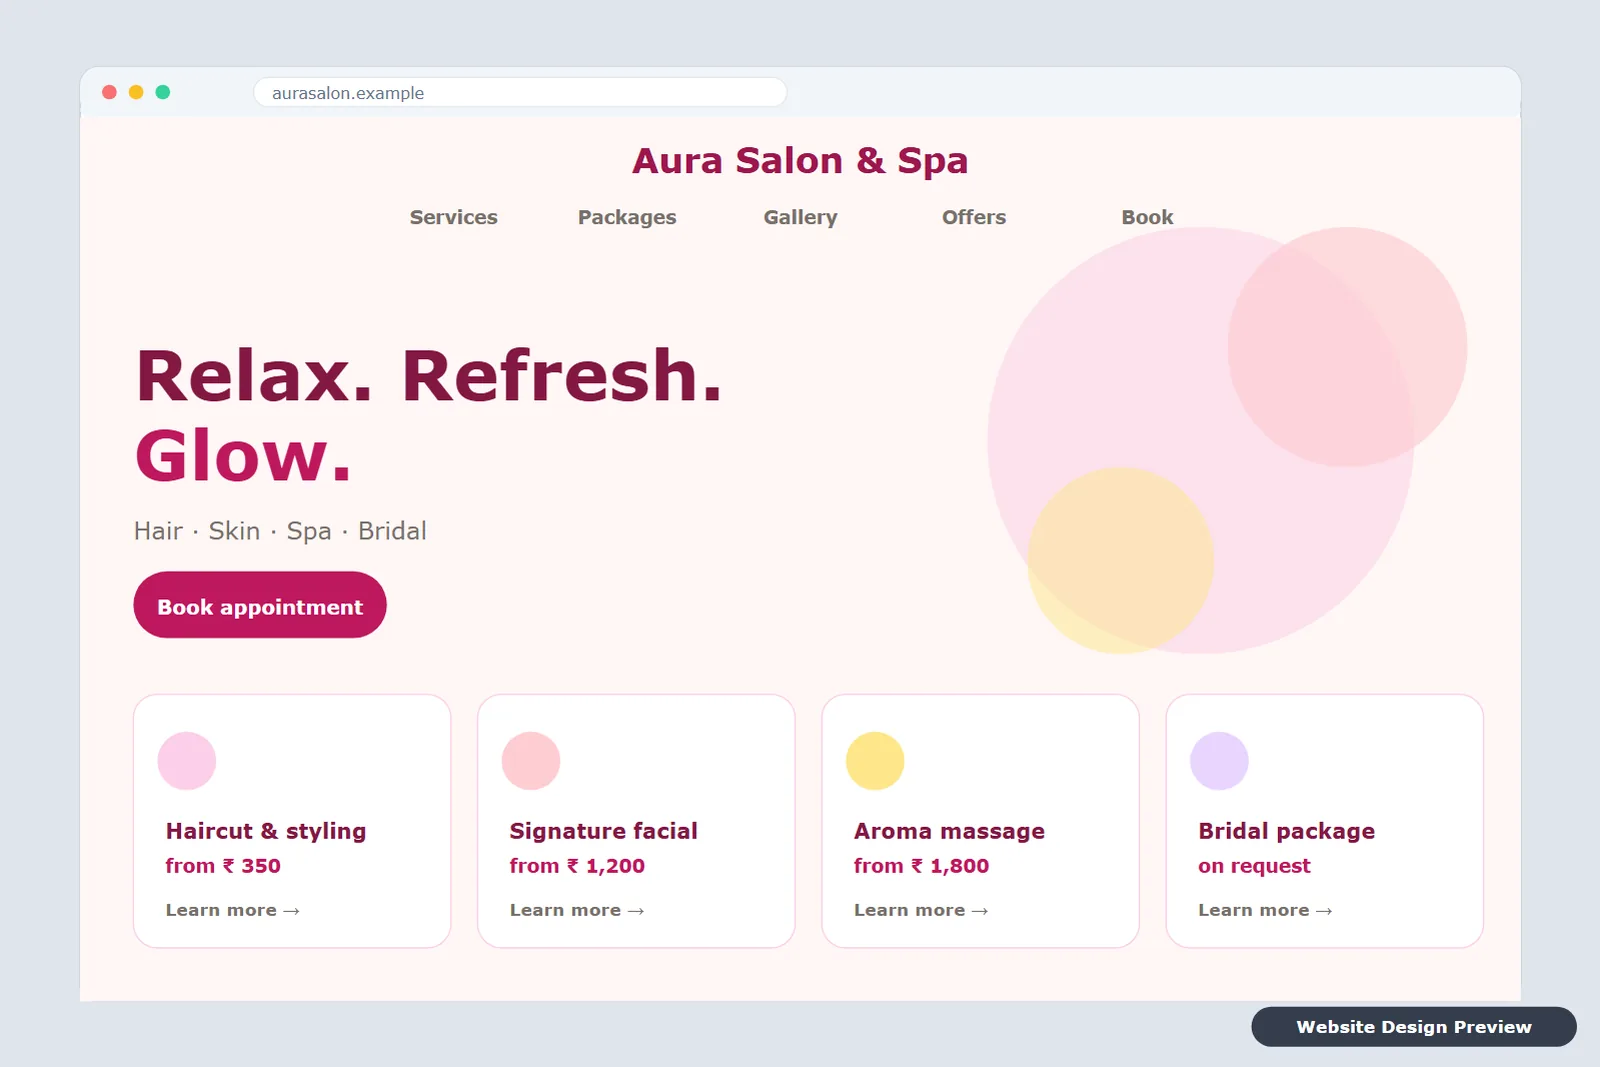 aurasalon.example
Aura Salon & Spa
Services Packages Gallery Offers Book
Relax. Refresh.
Glow.
Hair · Skin · Spa · Bridal
Book appointment
Haircut & styling
from ₹ 350
Learn more →
Signature facial
from ₹ 1,200
Learn more →
Aroma massage
from ₹ 1,800
Learn more →
Bridal package
on request
Learn more →
Website Design Preview